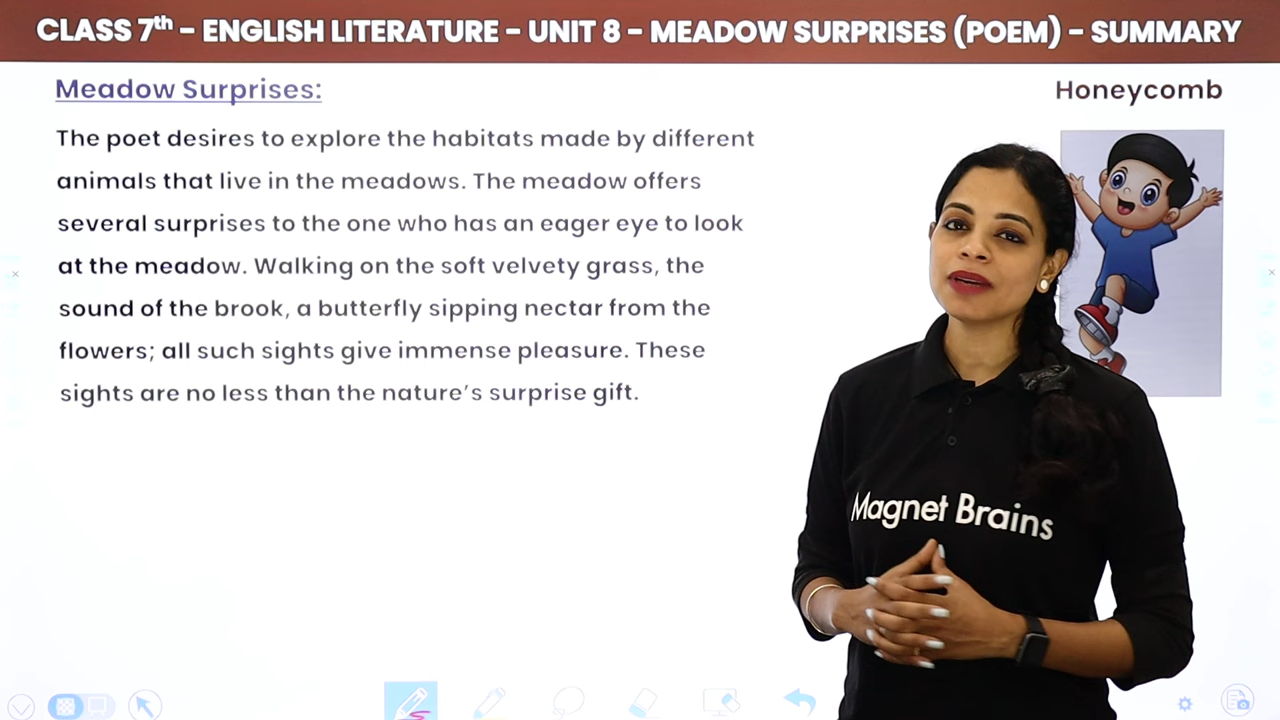 CLASS 7th – ENGLISH LITERATURE – UNIT 8 – MEADOW SURPRISES (POEM) – SUMMARY
Meadow Surprises:
Honeycomb
The poet desires to explore the habitats made by different
animals that live in the meadows. The meadow offers
several surprises to the one who has an eager eye to look
at the meadow. Walking on the soft velvety grass, the
sound of the brook, a butterfly sipping nectar from the
flowers; all such sights give immense pleasure. These
sights are no less than the nature's surprise gift.
Magnet Brains